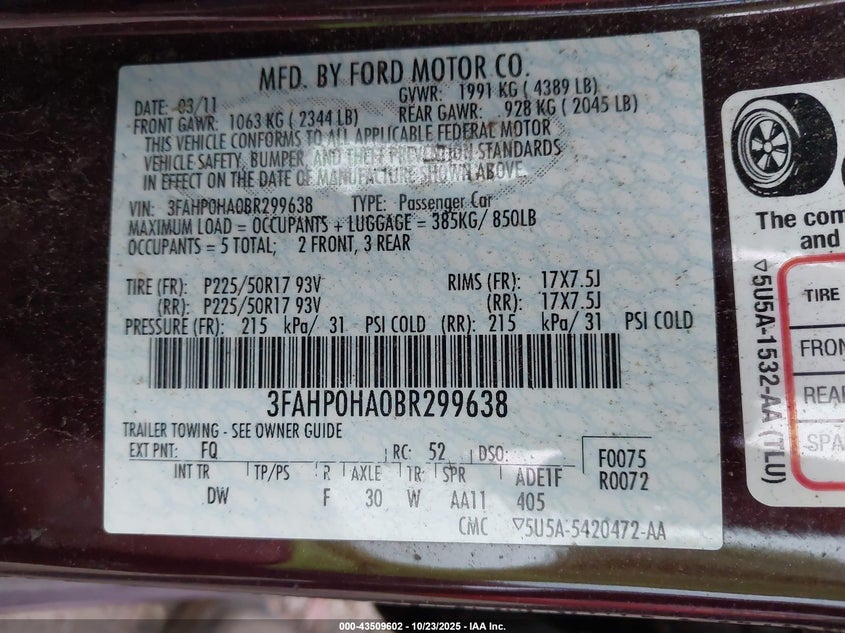 MFD. BY FORD MOTOR CO.
DATE: 03/11
GVWR: 1991 KG ( 4389 LB)
FRONT GAWR: 1063 KG ( 2344 LB)
REAR GAWR: 928 KG ( 2045 LB)
THIS VEHICLE CONFORMS TO ALL APPLICABLE FEDERAL MOTOR
VEHICLE SAFETY, BUMPER, AND THEFT PREVENTION STANDARDS
IN EFFECT ON THE DATE OF MANUFACTURE SHOWN ABOVE.
VIN: 3FAHP0HA0BR299638 TYPE: Passenger Car
MAXIMUM LOAD = OCCUPANTS + LUGGAGE = 385KG/ 850LB
OCCUPANTS = 5 TOTAL; 2 FRONT, 3 REAR
TIRE (FR): P225/50R17 93V RIMS (FR): 17X7.5J
(RR): P225/50R17 93V (RR): 17X7.5J
PRESSURE (FR): 215 kPa/ 31 PSI COLD (RR): 215 kPa/ 31 PSI COLD
3FAHP0HA0BR299638
TRAILER TOWING - SEE OWNER GUIDE
EXT PNT: FQ RC: 52 DSO: F0075
INT TR TP/PS R AXLE TR SPR ADE1F R0072
DW F 30 W AA11 405
CMC ▽5U5A-5420472-AA
The com
and
▽5U5A-1532-AA (TLU)
TIRE
FRON
REAR
SPA
000-43509602 - 10/23/2025 - IAA Inc.